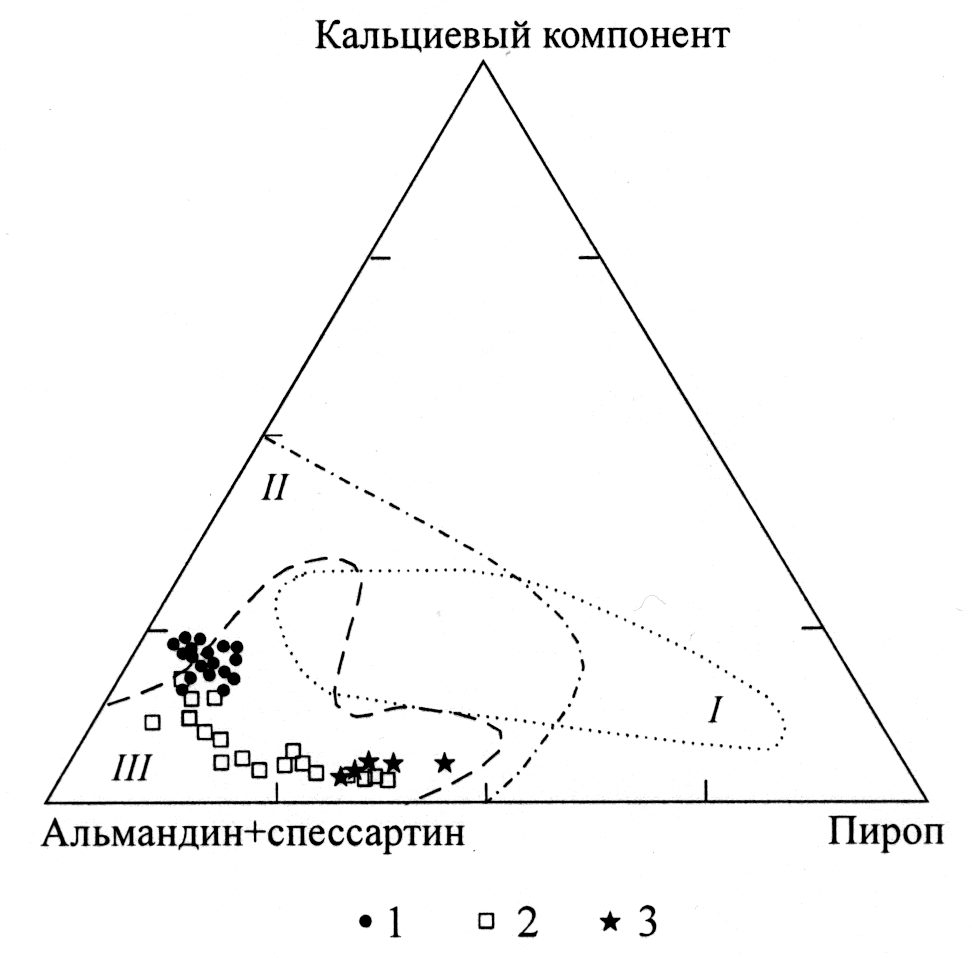 Кальциевый компонент
II
I
III
Альмандин+спессартин Пироп
1 2 3